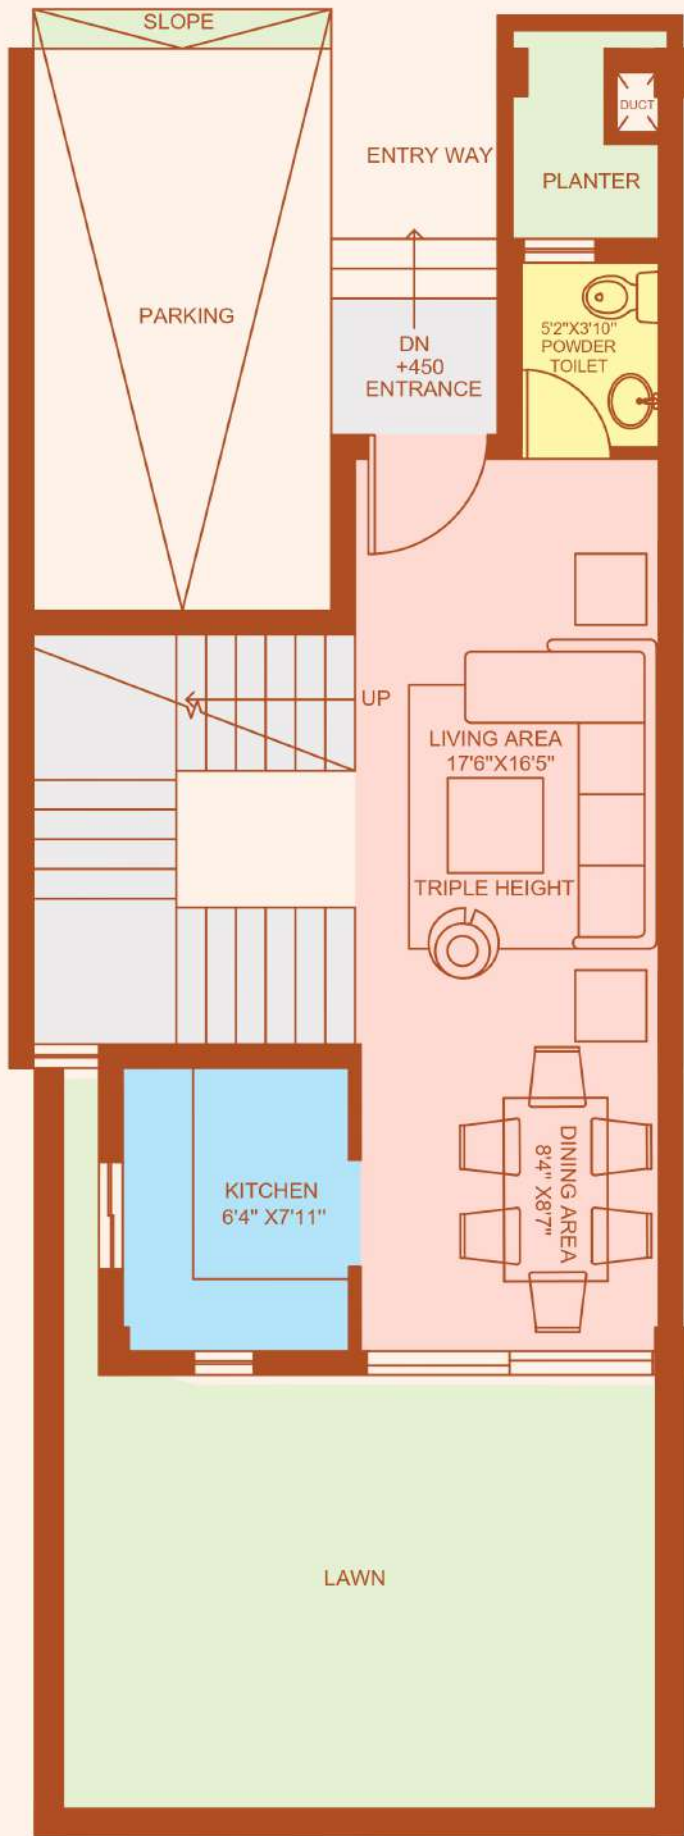 SLOPE
ENTRY WAY
DUCT
PLANTER
PARKING
5'2"X3'10"
POWDER
TOILET
DN
+450
ENTRANCE
UP
LIVING AREA
17'6"X16'5"
TRIPLE HEIGHT
DINING AREA
8'4" X8'7"
KITCHEN
6'4" X7'11"
LAWN